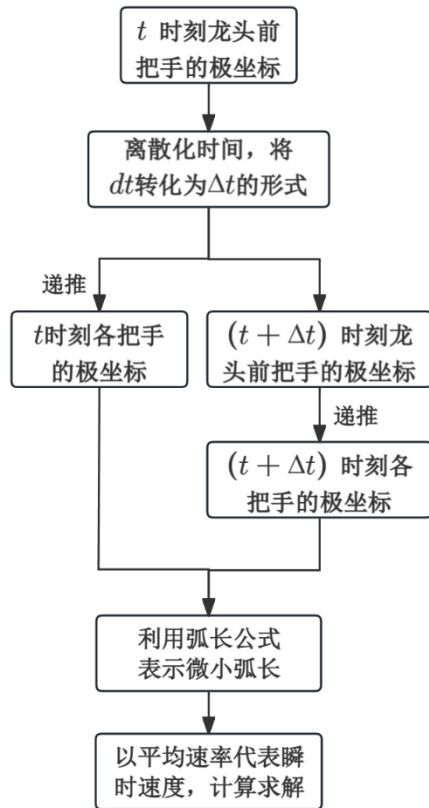 t 时刻龙头前
把手的极坐标
离散化时间，将
dt转化为Δt的形式
递推
t时刻各把手
的极坐标
(t + Δt) 时刻龙
头前把手的极坐标
递推
(t + Δt) 时刻各
把手的极坐标
利用弧长公式
表示微小弧长
以平均速率代表瞬
时速度，计算求解